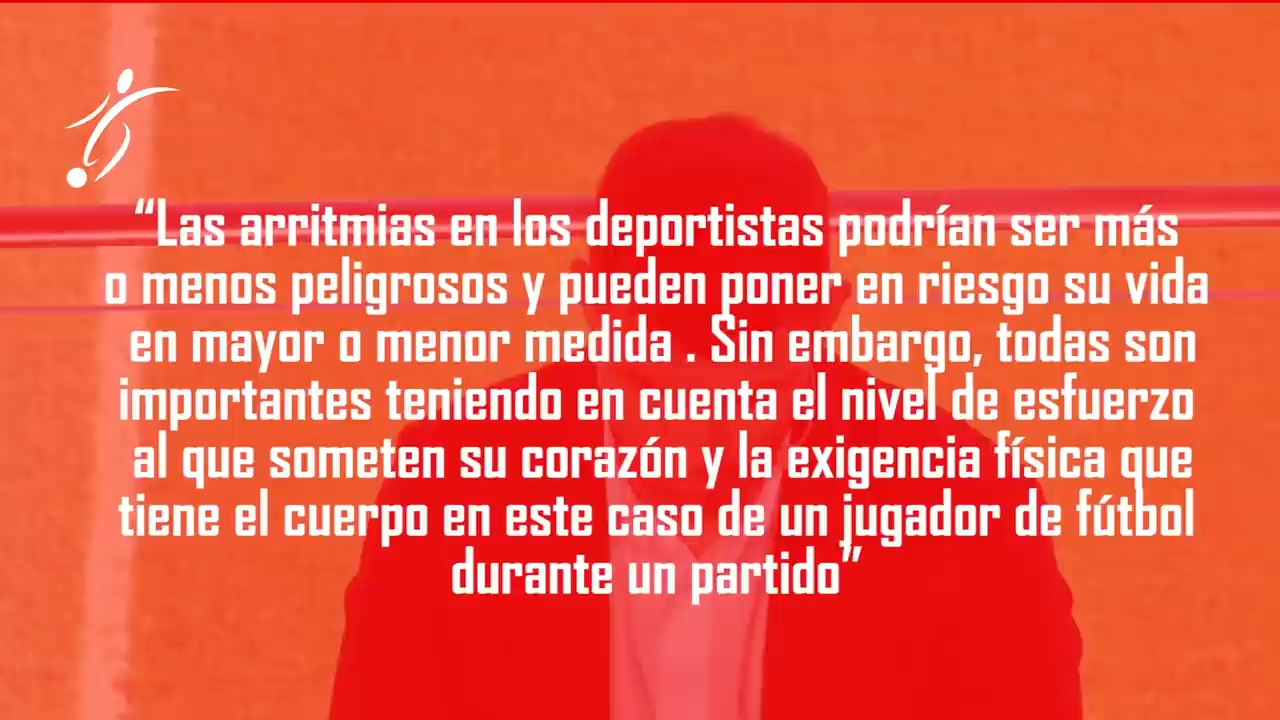 “Las arritmias en los deportistas podrían ser más
o menos peligrosos y pueden poner en riesgo su vida
en mayor o menor medida . Sin embargo, todas son
importantes teniendo en cuenta el nivel de esfuerzo
al que someten su corazón y la exigencia física que
tiene el cuerpo en este caso de un jugador de fútbol
durante un partido”